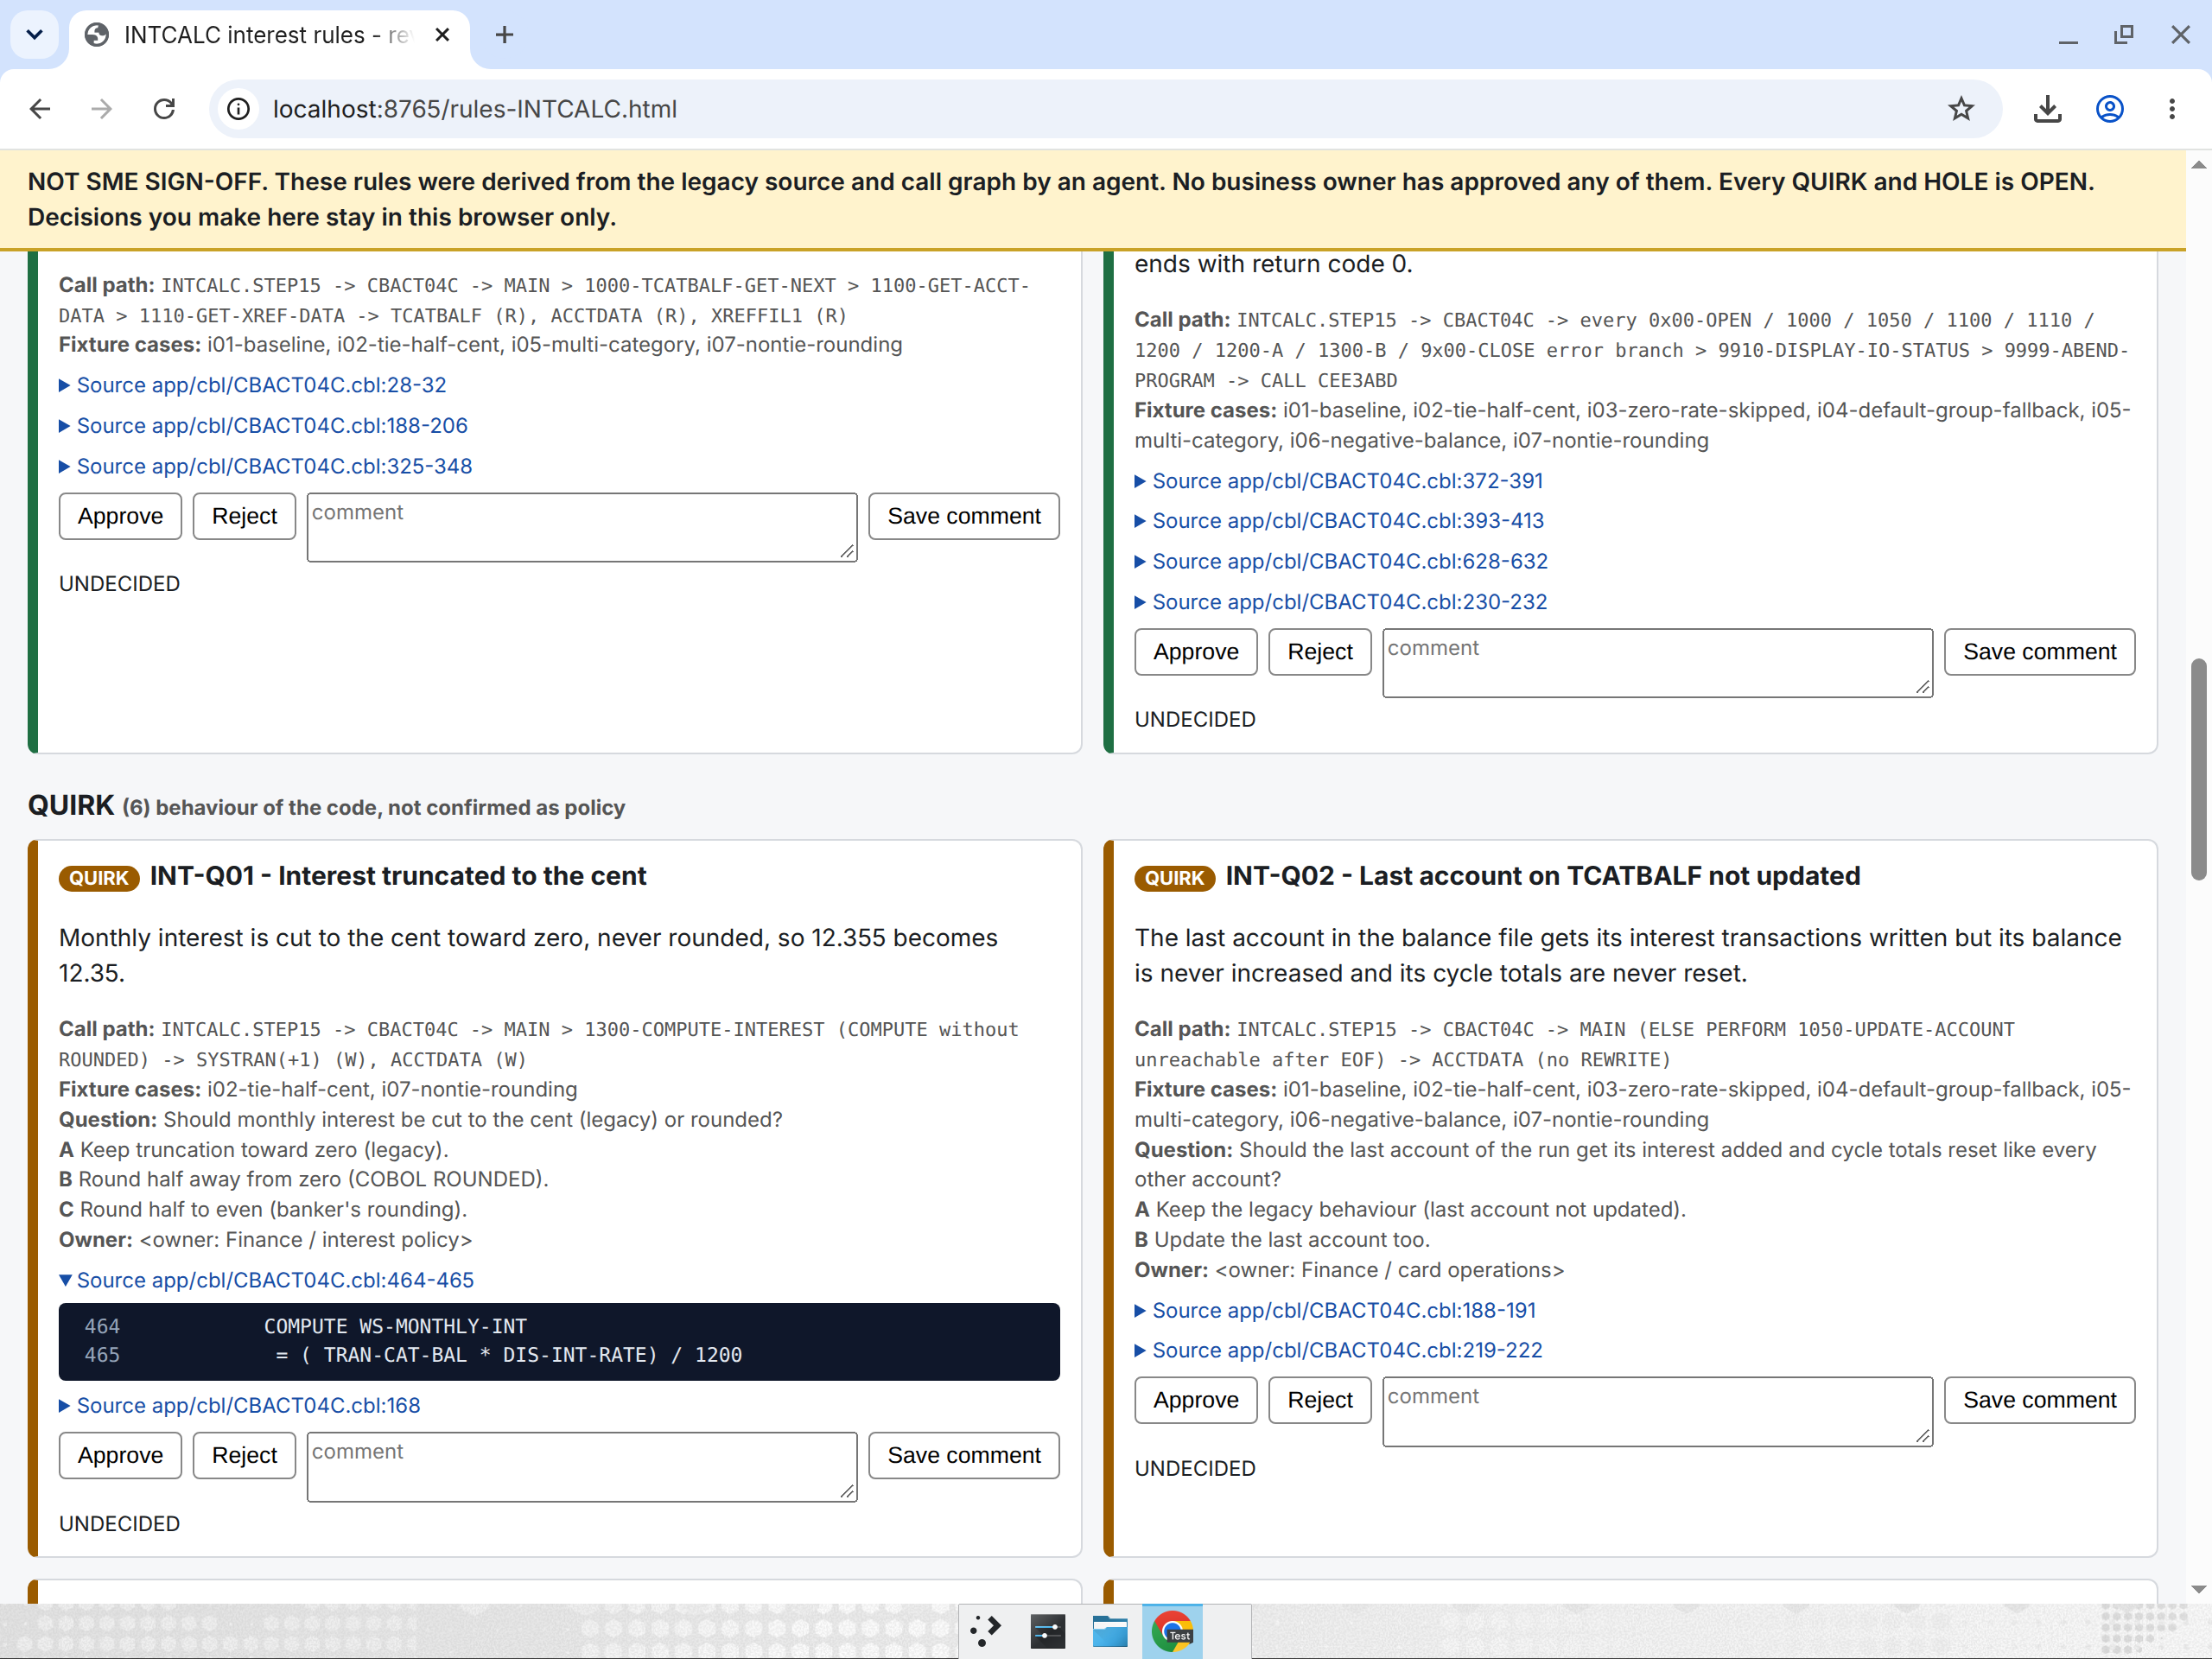 INTCALC interest rules - re
localhost:8765/rules-INTCALC.html
NOT SME SIGN-OFF. These rules were derived from the legacy source and call graph by an agent. No business owner has approved any of them. Every QUIRK and HOLE is OPEN.
Decisions you make here stay in this browser only.
Call path: INTCALC.STEP15 -> CBACT04C -> MAIN > 1000-TCATBALF-GET-NEXT > 1100-GET-ACCT-
DATA > 1110-GET-XREF-DATA -> TCATBALF (R), ACCTDATA (R), XREFFIL1 (R)
Fixture cases: i01-baseline, i02-tie-half-cent, i05-multi-category, i07-nontie-rounding
▶ Source app/cbl/CBACT04C.cbl:28-32
▶ Source app/cbl/CBACT04C.cbl:188-206
▶ Source app/cbl/CBACT04C.cbl:325-348
Approve Reject comment Save comment
UNDECIDED
ends with return code 0.
Call path: INTCALC.STEP15 -> CBACT04C -> every 0x00-OPEN / 1000 / 1050 / 1100 / 1110 /
1200 / 1200-A / 1300-B / 9x00-CLOSE error branch > 9910-DISPLAY-IO-STATUS > 9999-ABEND-
PROGRAM -> CALL CEE3ABD
Fixture cases: i01-baseline, i02-tie-half-cent, i03-zero-rate-skipped, i04-default-group-fallback, i05-
multi-category, i06-negative-balance, i07-nontie-rounding
▶ Source app/cbl/CBACT04C.cbl:372-391
▶ Source app/cbl/CBACT04C.cbl:393-413
▶ Source app/cbl/CBACT04C.cbl:628-632
▶ Source app/cbl/CBACT04C.cbl:230-232
Approve Reject comment Save comment
UNDECIDED
QUIRK (6) behaviour of the code, not confirmed as policy
QUIRK INT-Q01 - Interest truncated to the cent
Monthly interest is cut to the cent toward zero, never rounded, so 12.355 becomes
12.35.
Call path: INTCALC.STEP15 -> CBACT04C -> MAIN > 1300-COMPUTE-INTEREST (COMPUTE without
ROUNDED) -> SYSTRAN(+1) (W), ACCTDATA (W)
Fixture cases: i02-tie-half-cent, i07-nontie-rounding
Question: Should monthly interest be cut to the cent (legacy) or rounded?
A Keep truncation toward zero (legacy).
B Round half away from zero (COBOL ROUNDED).
C Round half to even (banker's rounding).
Owner: <owner: Finance / interest policy>
▼ Source app/cbl/CBACT04C.cbl:464-465
464 COMPUTE WS-MONTHLY-INT
465 = ( TRAN-CAT-BAL * DIS-INT-RATE) / 1200
▶ Source app/cbl/CBACT04C.cbl:168
Approve Reject comment Save comment
UNDECIDED
QUIRK INT-Q02 - Last account on TCATBALF not updated
The last account in the balance file gets its interest transactions written but its balance
is never increased and its cycle totals are never reset.
Call path: INTCALC.STEP15 -> CBACT04C -> MAIN (ELSE PERFORM 1050-UPDATE-ACCOUNT
unreachable after EOF) -> ACCTDATA (no REWRITE)
Fixture cases: i01-baseline, i02-tie-half-cent, i03-zero-rate-skipped, i04-default-group-fallback, i05-
multi-category, i06-negative-balance, i07-nontie-rounding
Question: Should the last account of the run get its interest added and cycle totals reset like every
other account?
A Keep the legacy behaviour (last account not updated).
B Update the last account too.
Owner: <owner: Finance / card operations>
▶ Source app/cbl/CBACT04C.cbl:188-191
▶ Source app/cbl/CBACT04C.cbl:219-222
Approve Reject comment Save comment
UNDECIDED
Test